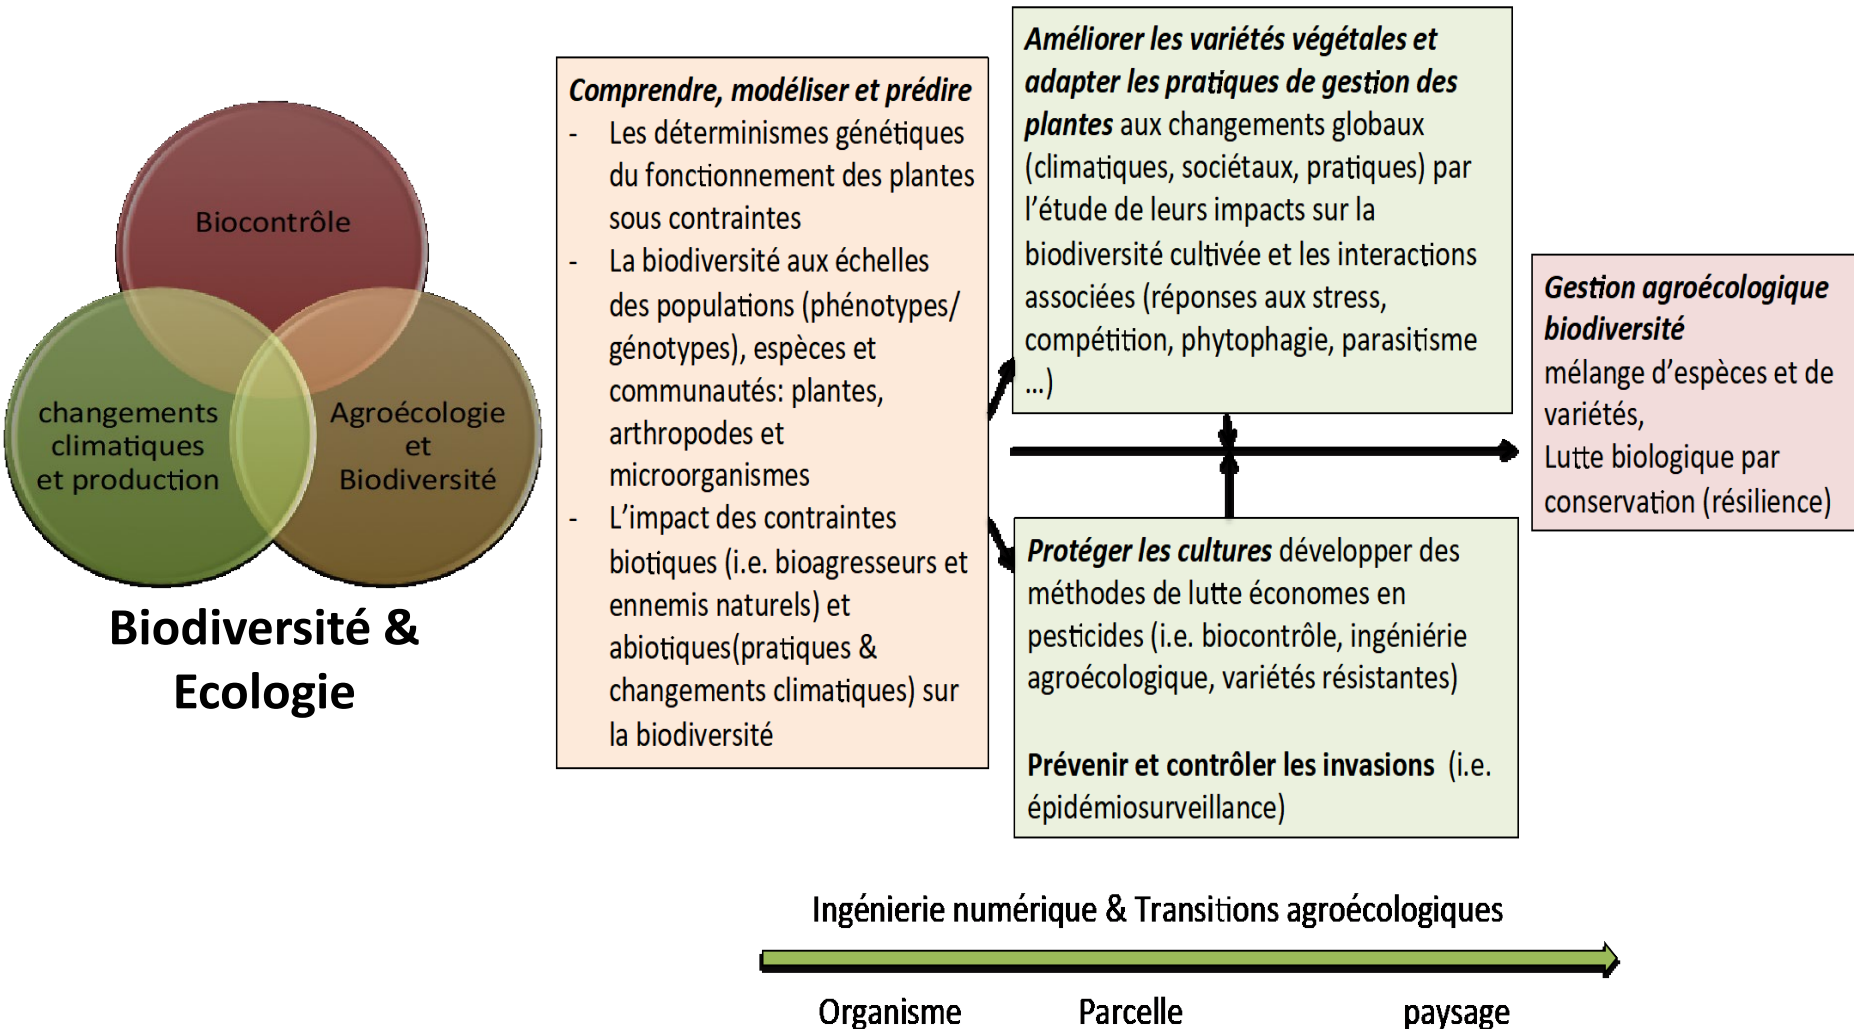 Biocontrôle
changements
climatiques
et production
Agroécologie
et
Biodiversité
Biodiversité &
Ecologie
Comprendre, modéliser et prédire
- Les déterminismes génétiques
du fonctionnement des plantes
sous contraintes
- La biodiversité aux échelles
des populations (phénotypes/
génotypes), espèces et
communautés: plantes,
arthropodes et
microorganismes
- L’impact des contraintes
biotiques (i.e. bioagresseurs et
ennemis naturels) et
abiotiques(pratiques &
changements climatiques) sur
la biodiversité
Améliorer les variétés végétales et
adapter les pratiques de gestion des
plantes aux changements globaux
(climatiques, sociétaux, pratiques) par
l’étude de leurs impacts sur la
biodiversité cultivée et les interactions
associées (réponses aux stress,
compétition, phytophagie, parasitisme
...)
Protéger les cultures développer des
méthodes de lutte économes en
pesticides (i.e. biocontrôle, ingéniérie
agroécologique, variétés résistantes)
Prévenir et contrôler les invasions (i.e.
épidémiosurveillance)
Gestion agroécologique
biodiversité
mélange d’espèces et de
variétés,
Lutte biologique par
conservation (résilience)
Ingénierie numérique & Transitions agroécologiques
Organisme Parcelle paysage